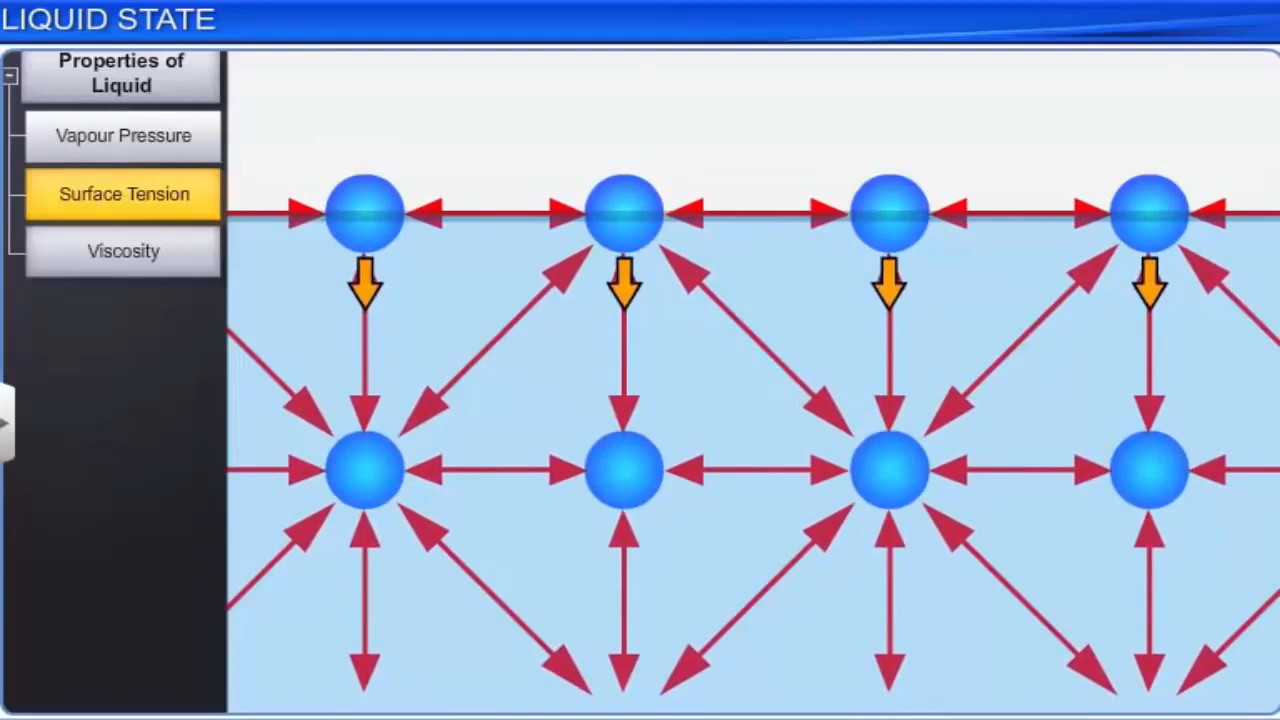 LIQUID STATE
Properties of
Liquid
Vapour Pressure
Surface Tension
Viscosity